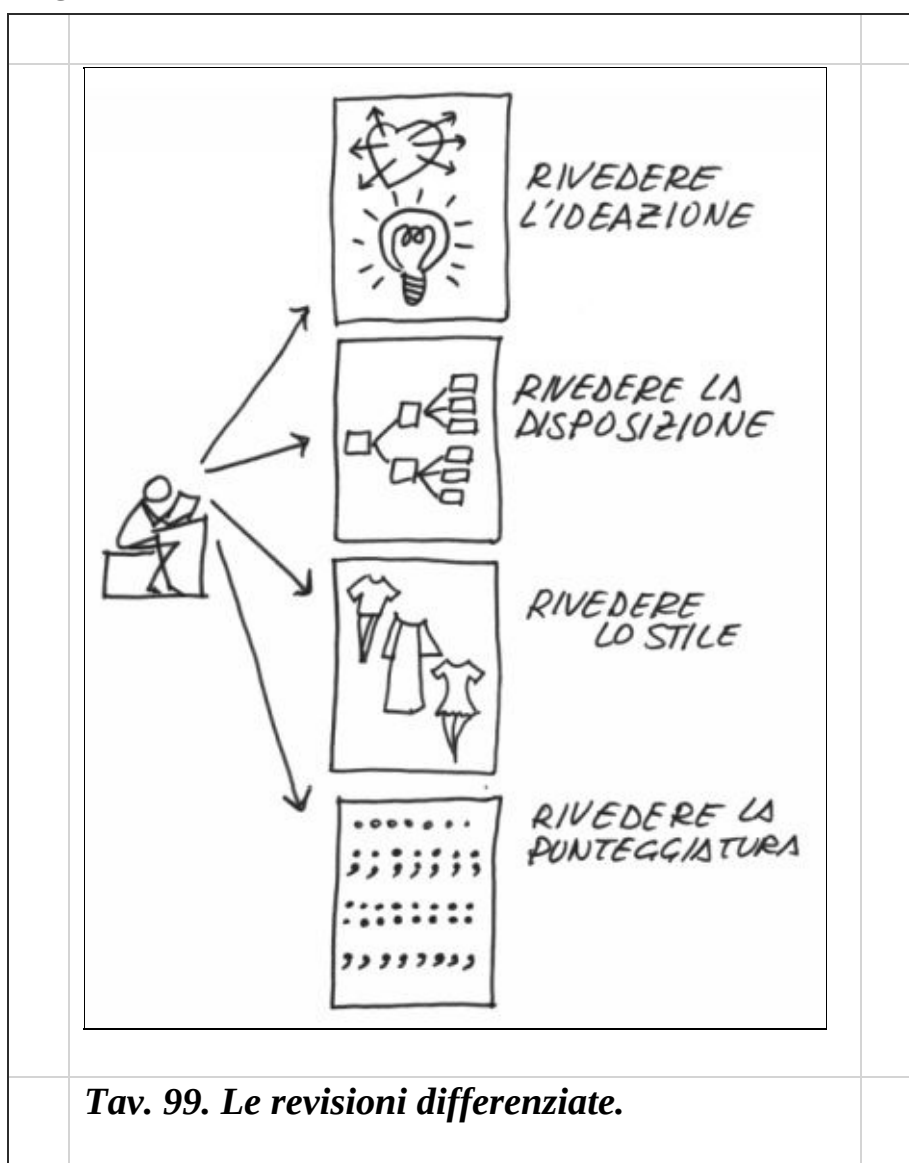 RIVEDERE
L'IDEAZIONE
RIVEDERE LA
DISPOSIZIONE
RIVEDERE
LO STILE
RIVEDERE LA
PUNTEGGIATURA
Tav. 99. Le revisioni differenziate.